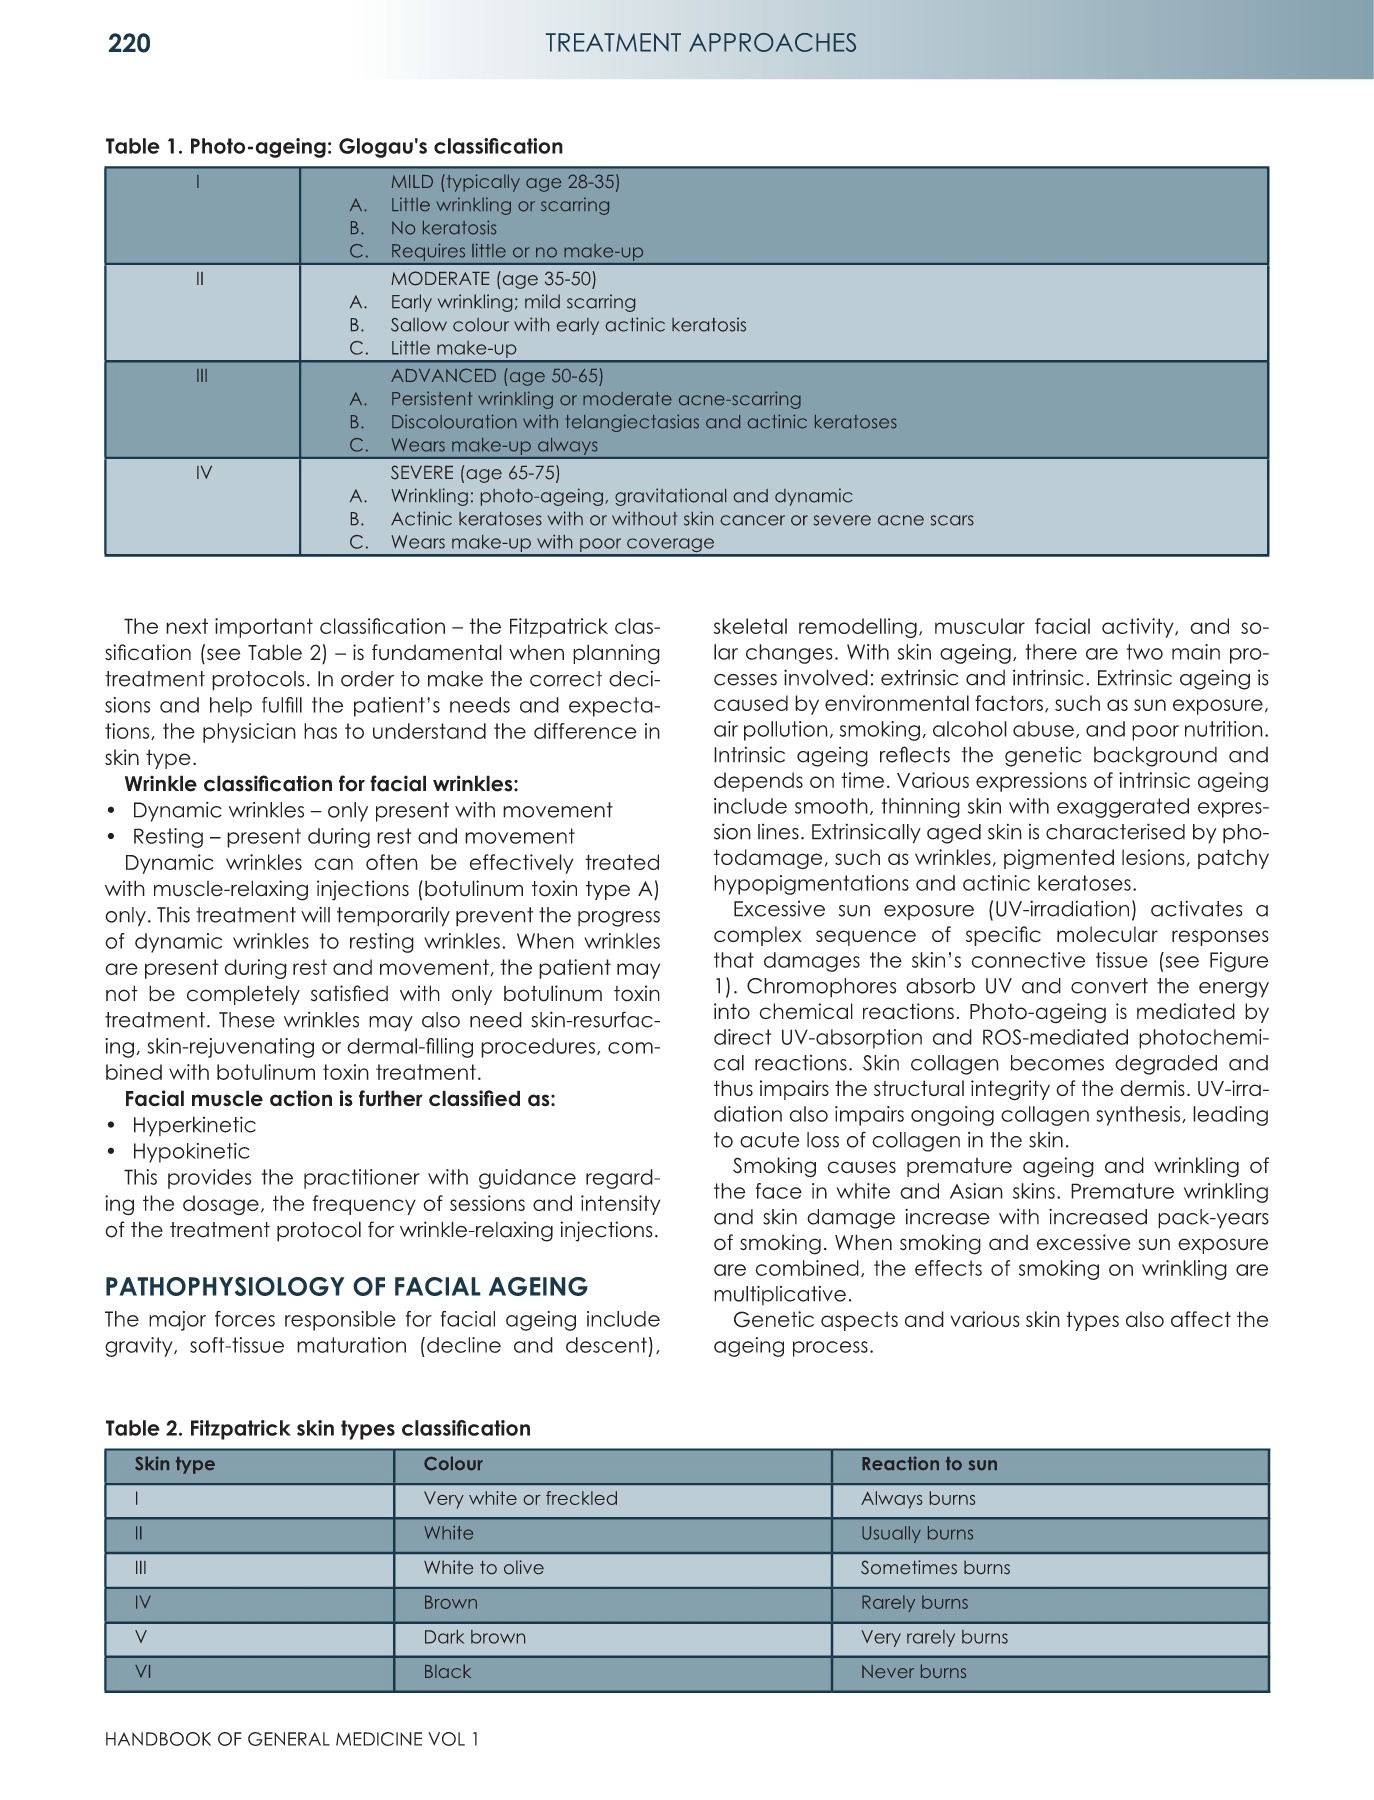 220
TREATMENT APPROACHES
Table 1. Photo-ageing: Glogau's classification
I
MILD (typically age 28-35)
A. Little wrinkling or scarring
B. No keratosis
C. Requires little or no make-up
II
MODERATE (age 35-50)
A. Early wrinkling; mild scarring
B. Sallow colour with early actinic keratosis
C. Little make-up
III
ADVANCED (age 50-65)
A. Persistent wrinkling or moderate acne-scarring
B. Discolouration with telangiectasias and actinic keratoses
C. Wears make-up always
IV
SEVERE (age 65-75)
A. Wrinkling: photo-ageing, gravitational and dynamic
B. Actinic keratoses with or without skin cancer or severe acne scars
C. Wears make-up with poor coverage
The next important classification – the Fitzpatrick clas-
sification (see Table 2) – is fundamental when planning
treatment protocols. In order to make the correct deci-
sions and help fulfill the patient’s needs and expecta-
tions, the physician has to understand the difference in
skin type.
Wrinkle classification for facial wrinkles:
• Dynamic wrinkles – only present with movement
• Resting – present during rest and movement
Dynamic wrinkles can often be effectively treated
with muscle-relaxing injections (botulinum toxin type A)
only. This treatment will temporarily prevent the progress
of dynamic wrinkles to resting wrinkles. When wrinkles
are present during rest and movement, the patient may
not be completely satisfied with only botulinum toxin
treatment. These wrinkles may also need skin-resurfac-
ing, skin-rejuvenating or dermal-filling procedures, com-
bined with botulinum toxin treatment.
Facial muscle action is further classified as:
• Hyperkinetic
• Hypokinetic
This provides the practitioner with guidance regard-
ing the dosage, the frequency of sessions and intensity
of the treatment protocol for wrinkle-relaxing injections.
PATHOPHYSIOLOGY OF FACIAL AGEING
The major forces responsible for facial ageing include
gravity, soft-tissue maturation (decline and descent),
skeletal remodelling, muscular facial activity, and so-
lar changes. With skin ageing, there are two main pro-
cesses involved: extrinsic and intrinsic. Extrinsic ageing is
caused by environmental factors, such as sun exposure,
air pollution, smoking, alcohol abuse, and poor nutrition.
Intrinsic ageing reflects the genetic background and
depends on time. Various expressions of intrinsic ageing
include smooth, thinning skin with exaggerated expres-
sion lines. Extrinsically aged skin is characterised by pho-
todamage, such as wrinkles, pigmented lesions, patchy
hypopigmentations and actinic keratoses.
Excessive sun exposure (UV-irradiation) activates a
complex sequence of specific molecular responses
that damages the skin’s connective tissue (see Figure
1). Chromophores absorb UV and convert the energy
into chemical reactions. Photo-ageing is mediated by
direct UV-absorption and ROS-mediated photochemi-
cal reactions. Skin collagen becomes degraded and
thus impairs the structural integrity of the dermis. UV-irra-
diation also impairs ongoing collagen synthesis, leading
to acute loss of collagen in the skin.
Smoking causes premature ageing and wrinkling of
the face in white and Asian skins. Premature wrinkling
and skin damage increase with increased pack-years
of smoking. When smoking and excessive sun exposure
are combined, the effects of smoking on wrinkling are
multiplicative.
Genetic aspects and various skin types also affect the
ageing process.
Table 2. Fitzpatrick skin types classification
Skin type Colour Reaction to sun
I Very white or freckled Always burns
II White Usually burns
III White to olive Sometimes burns
IV Brown Rarely burns
V Dark brown Very rarely burns
VI Black Never burns
HANDBOOK OF GENERAL MEDICINE VOL 1